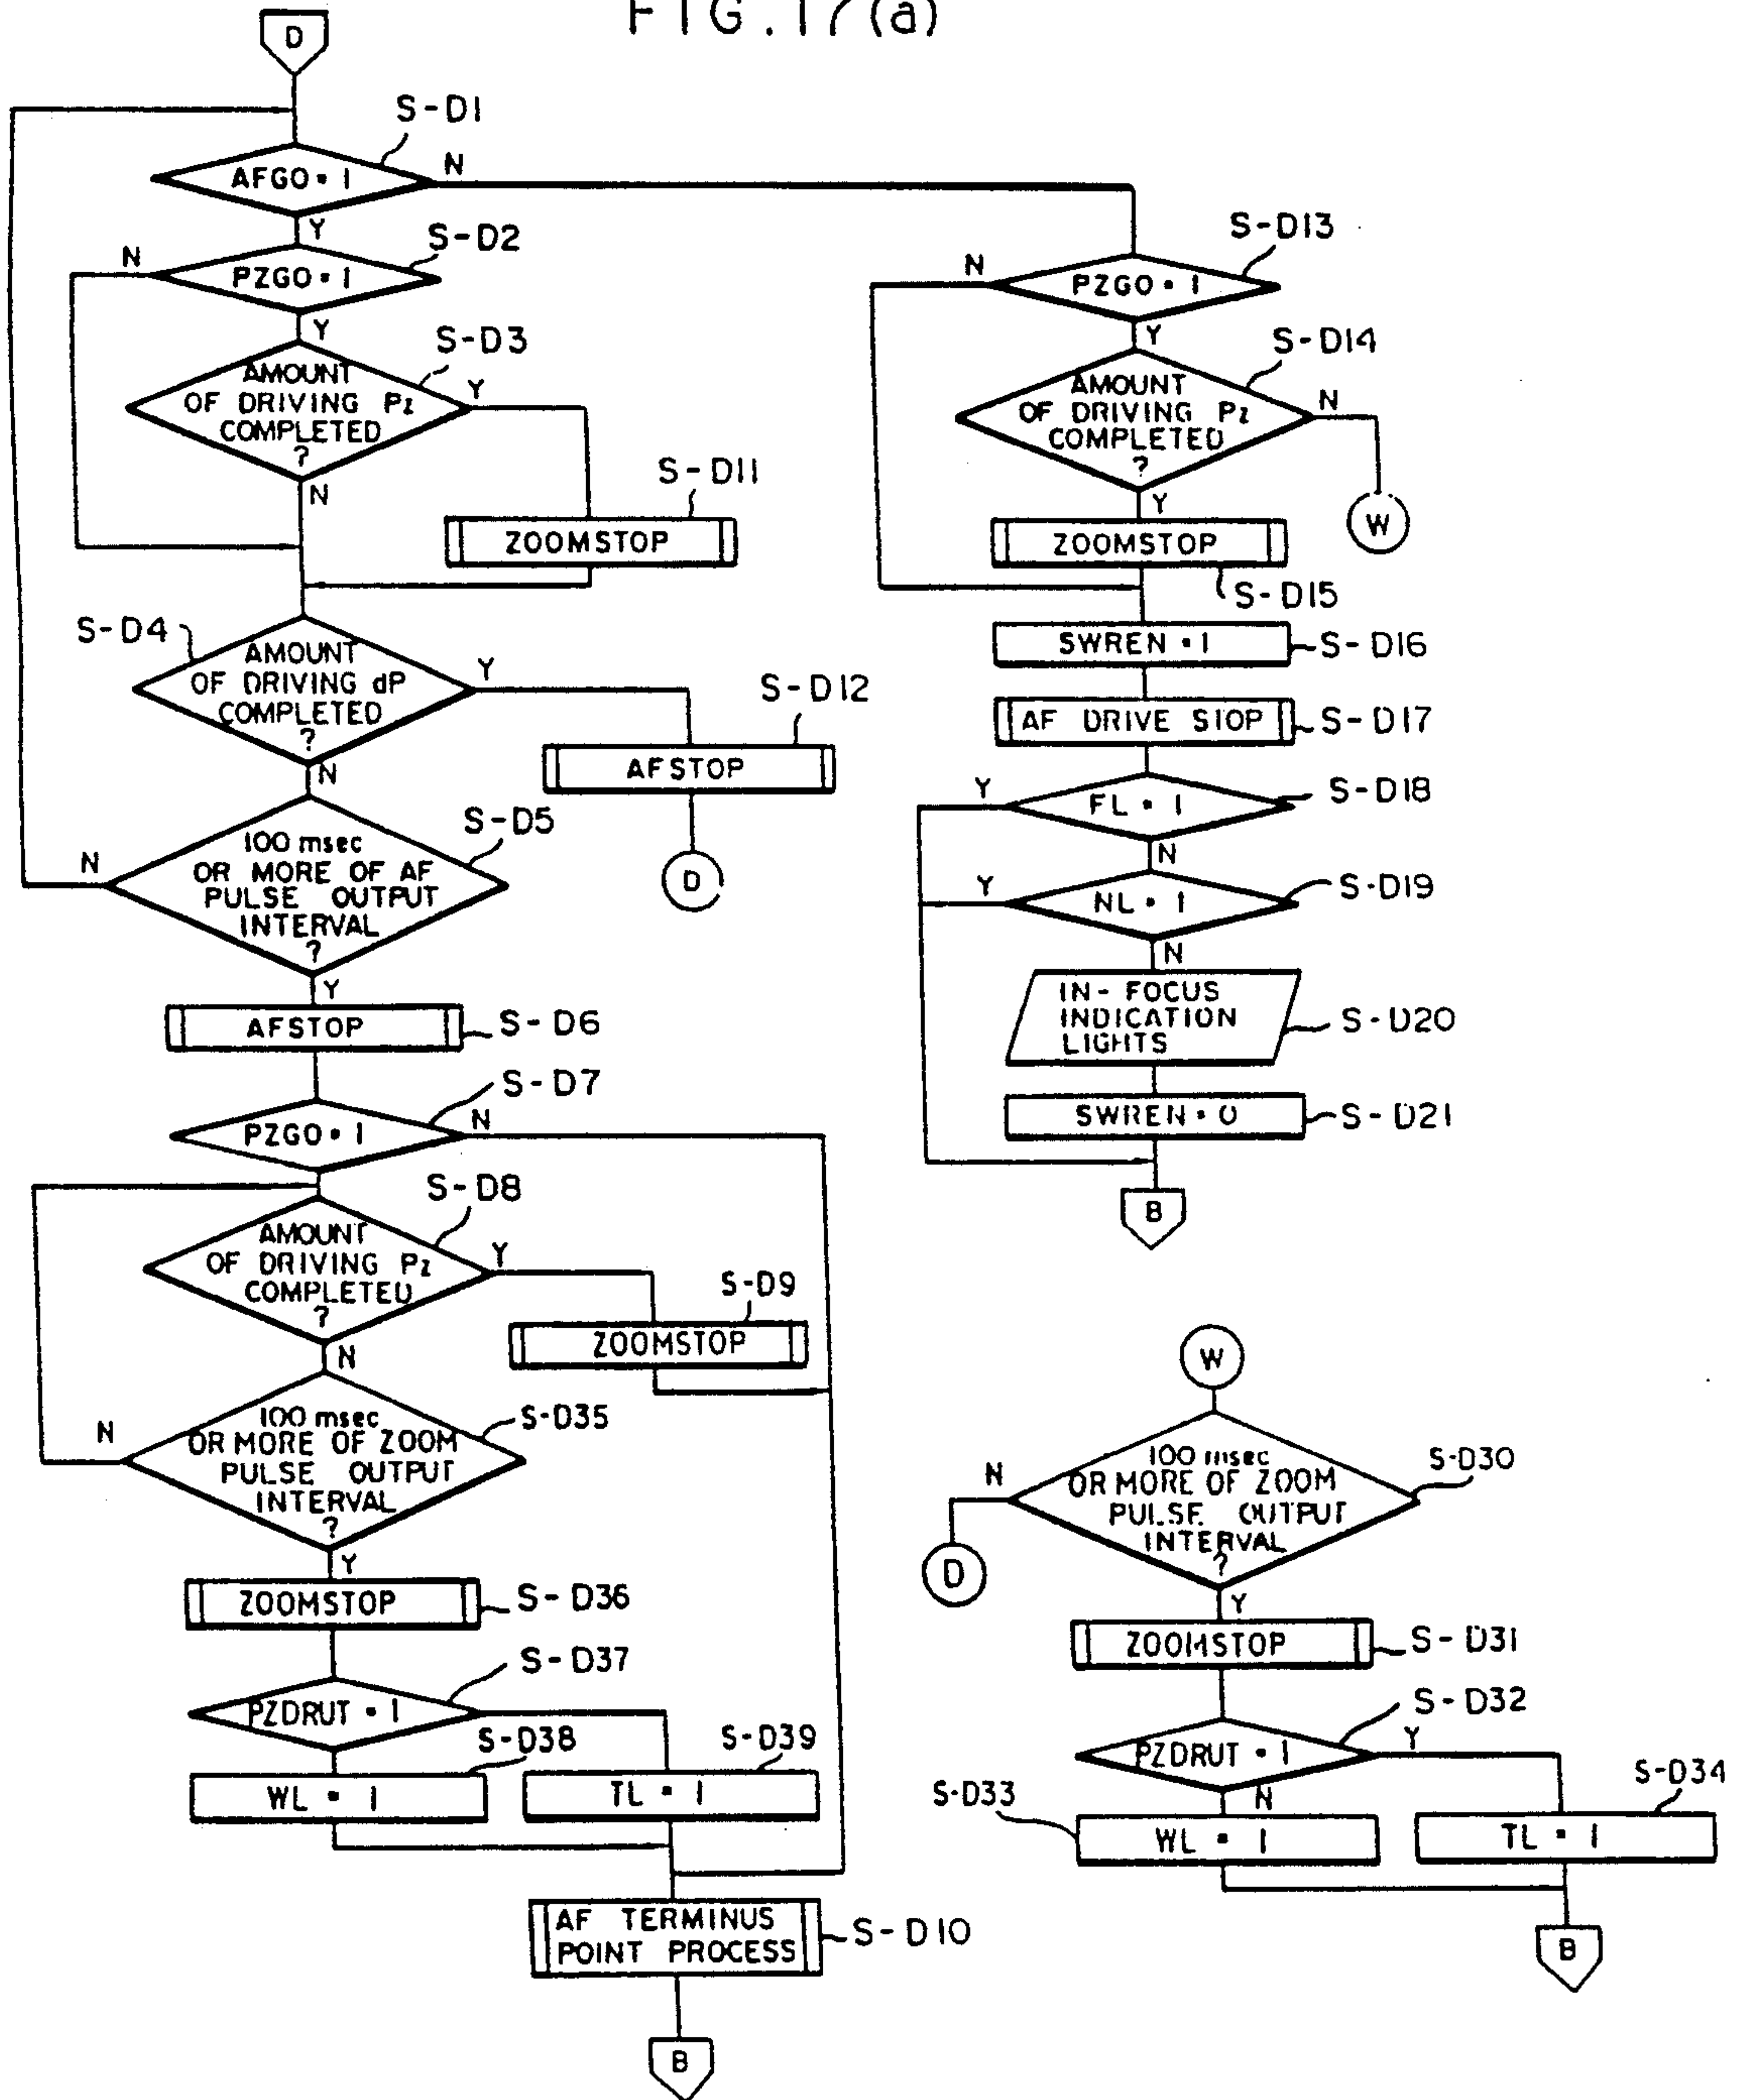 FIG. 17(a)
D
S-D1
AFGO = 1
N
Y
S-D2
N
PZGO = 1
Y
S-D3
AMOUNT
OF DRIVING Pz
COMPLETED
?
Y
N
S-D11
ZOOMSTOP
S-D4
AMOUNT
OF DRIVING dP
COMPLETED
?
Y
N
S-D12
AFSTOP
D
S-D5
100 msec
OR MORE OF AF
PULSE OUTPUT
INTERVAL
?
N
Y
AFSTOP
S-D6
S-D7
PZGO = 1
N
S-D8
AMOUNT
OF DRIVING Pz
COMPLETED
?
Y
N
S-D9
ZOOMSTOP
S-D35
100 msec
OR MORE OF ZOOM
PULSE OUTPUT
INTERVAL
?
N
Y
ZOOMSTOP
S-D36
S-D37
PZDRUT = 1
S-D38
WL = 1
S-D39
TL = 1
AF TERMINUS
POINT PROCESS
S-D10
B
S-D13
N
PZGO = 1
Y
S-D14
AMOUNT
OF DRIVING Pz
COMPLETED
?
N
W
Y
ZOOMSTOP
S-D15
SWREN = 1
S-D16
AF DRIVE STOP
S-D17
Y
FL = 1
S-D18
N
Y
NL = 1
S-D19
N
IN-FOCUS
INDICATION
LIGHTS
S-D20
SWREN = 0
S-D21
B
W
S-D30
100 msec
OR MORE OF ZOOM
PULSE OUTPUT
INTERVAL
?
N
D
Y
ZOOMSTOP
S-D31
S-D32
PZDRUT = 1
Y
N
S-D33
WL = 1
S-D34
TL = 1
B